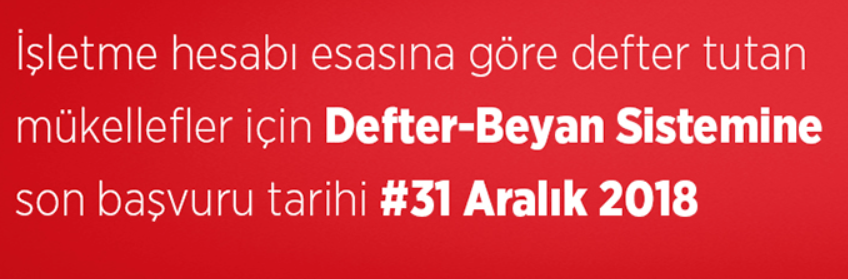 İşletme hesabı esasına göre defter tutan
mükellefler için Defter-Beyan Sistemine
son başvuru tarihi #31 Aralık 2018